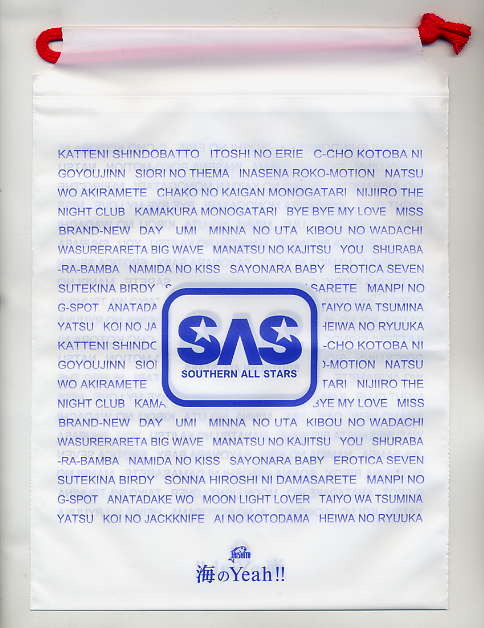 KATTENI SHINDOBATTO ITOSHI NO ERIE C-CHO KOTOBA NI
GOYOUJINN SIORI NO THEMA INASENA ROKO-MOTION NATSU
WO AKIRAMETE CHAKO NO KAIGAN MONOGATARI NIJIRO THE
NIGHT CLUB KAMAKURA MONOGATARI BYE BYE MY LOVE MISS
BRAND-NEW DAY UMI MINNA NO UTA KIBOU NO WADACHI
WASURERARETA BIG WAVE MANATSU NO KAJITSU YOU SHURABA
-RA-BAMBA NAMIDA NO KISS SAYONARA BABY EROTICA SEVEN
SUTEKINA BIRDY S ASARETE MANPI NO
G-SPOT ANATADA TAIYO WA TSUMINA
YATSU KOI NO JA HEIWA NO RYUUKA
KATTENI SHINDO C-CHO KOTOBA NI
GOYOUJINN SIOR -MOTION NATSU
WO AKIRAMETE TARI NIJIIRO THE
NIGHT CLUB KAMA BYE MY LOVE MISS
SAS
SOUTHERN ALL STARS
BRAND-NEW DAY UMI MINNA NO UTA KIBOU NO WADACHI
WASURERARETA BIG WAVE MANATSU NO KAJITSU YOU SHURABA
-RA-BAMBA NAMIDA NO KISS SAYONARA BABY EROTICA SEVEN
SUTEKINA BIRDY SONNA HIROSHI NI DAMASARETE MANPI NO
G-SPOT ANATADAKE WO MOON LIGHT LOVER TAIYO WA TSUMINA
YATSU KOI NO JACKKNIFE AI NO KOTODAMA HEIWA NO RYUUKA
海のYeah!!